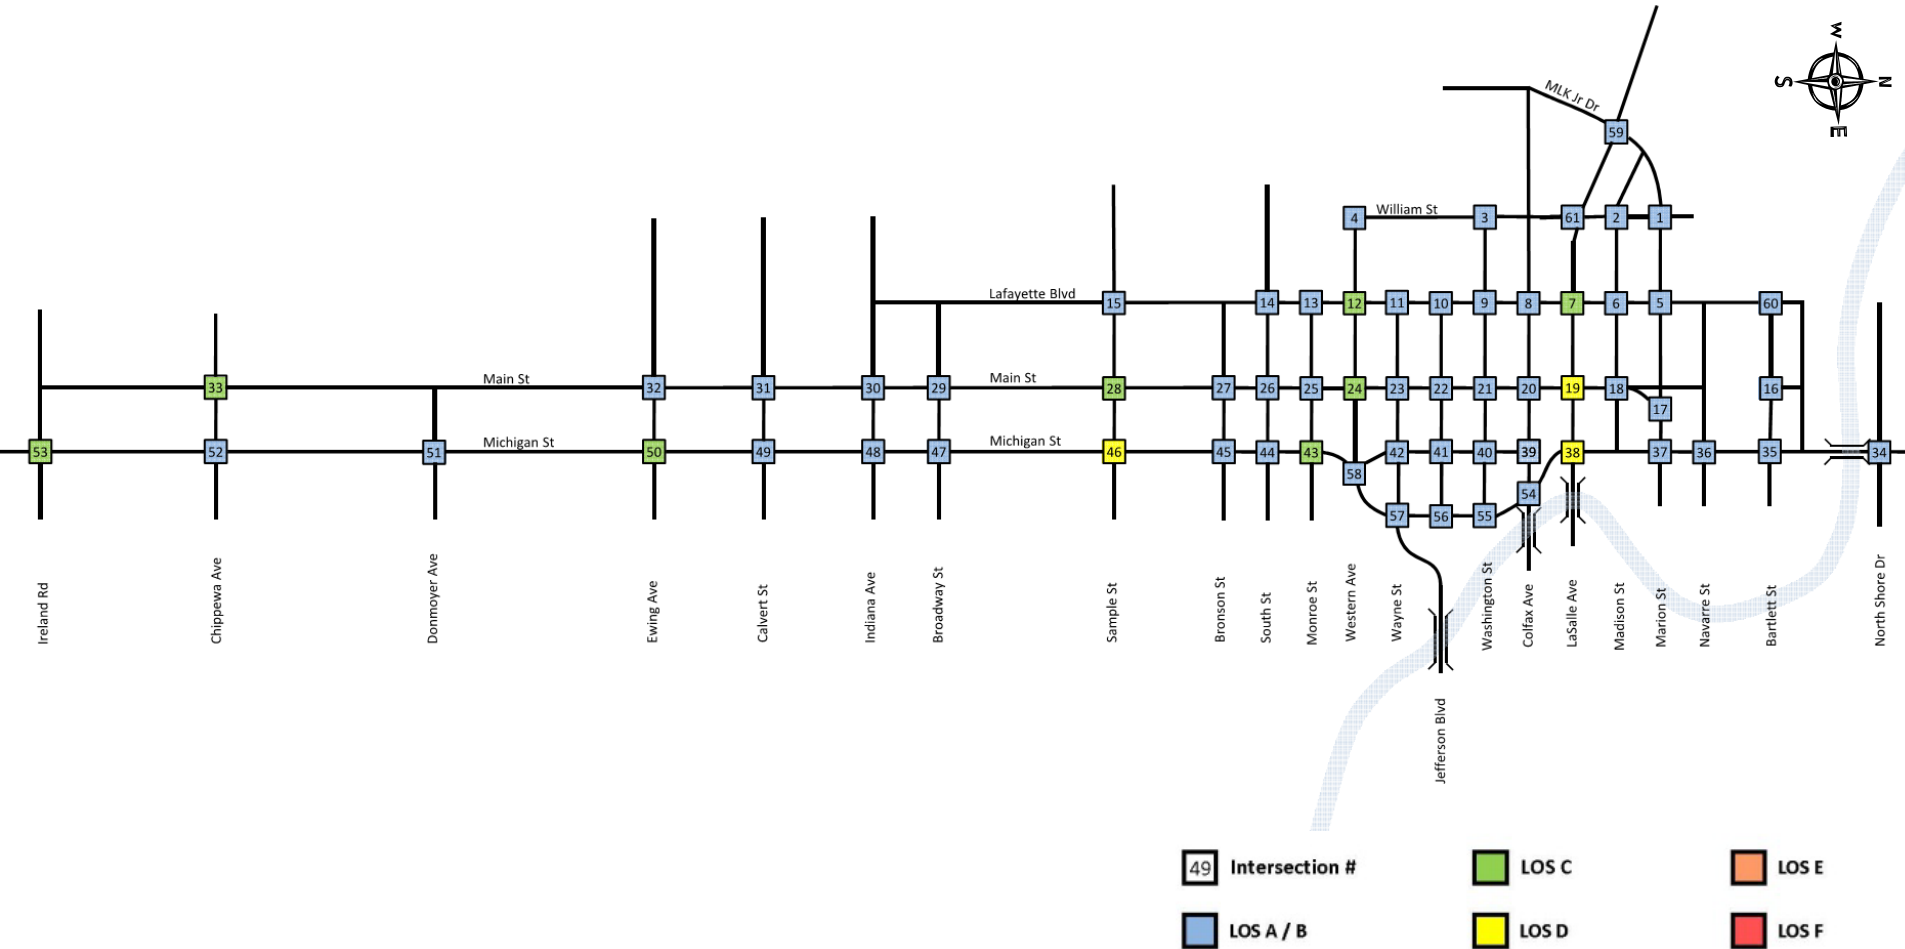 W
S
N
E
MLK Jr Dr
59
4
William St
3
61
2
1
Lafayette Blvd
15
14
13
12
11
10
9
8
7
6
5
60
33
Main St
32
31
30
29
Main St
28
27
26
25
24
23
22
21
20
19
18
16
17
53
52
51
Michigan St
50
49
48
47
Michigan St
46
45
44
43
42
41
40
39
38
37
36
35
34
58
54
57
56
55
Ireland Rd
Chippewa Ave
Donmoyer Ave
Ewing Ave
Calvert St
Indiana Ave
Broadway St
Sample St
Bronson St
South St
Monroe St
Western Ave
Wayne St
Jefferson Blvd
Washington St
Colfax Ave
LaSalle Ave
Madison St
Marion St
Navarre St
Bartlett St
North Shore Dr
49 Intersection #
LOS C
LOS E
LOS A / B
LOS D
LOS F